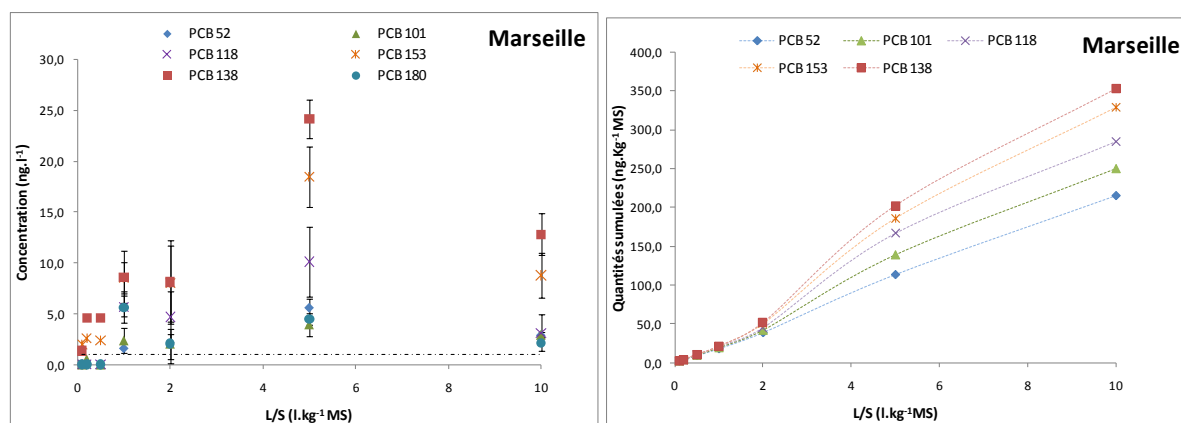 Marseille
PCB 52
PCB 101
PCB 118
PCB 153
PCB 138
PCB 180
Concentration (ng.l-1)
30,0
25,0
20,0
15,0
10,0
5,0
0,0
0 2 4 6 8 10
L/S (l.kg-1 MS)
Marseille
PCB 52 PCB 101 PCB 118
PCB 153 PCB 138
Quantités sumulées (ng.Kg-1 MS)
400,0
350,0
300,0
250,0
200,0
150,0
100,0
50,0
0,0
0 2 4 6 8 10
L/S (l.kg-1MS)